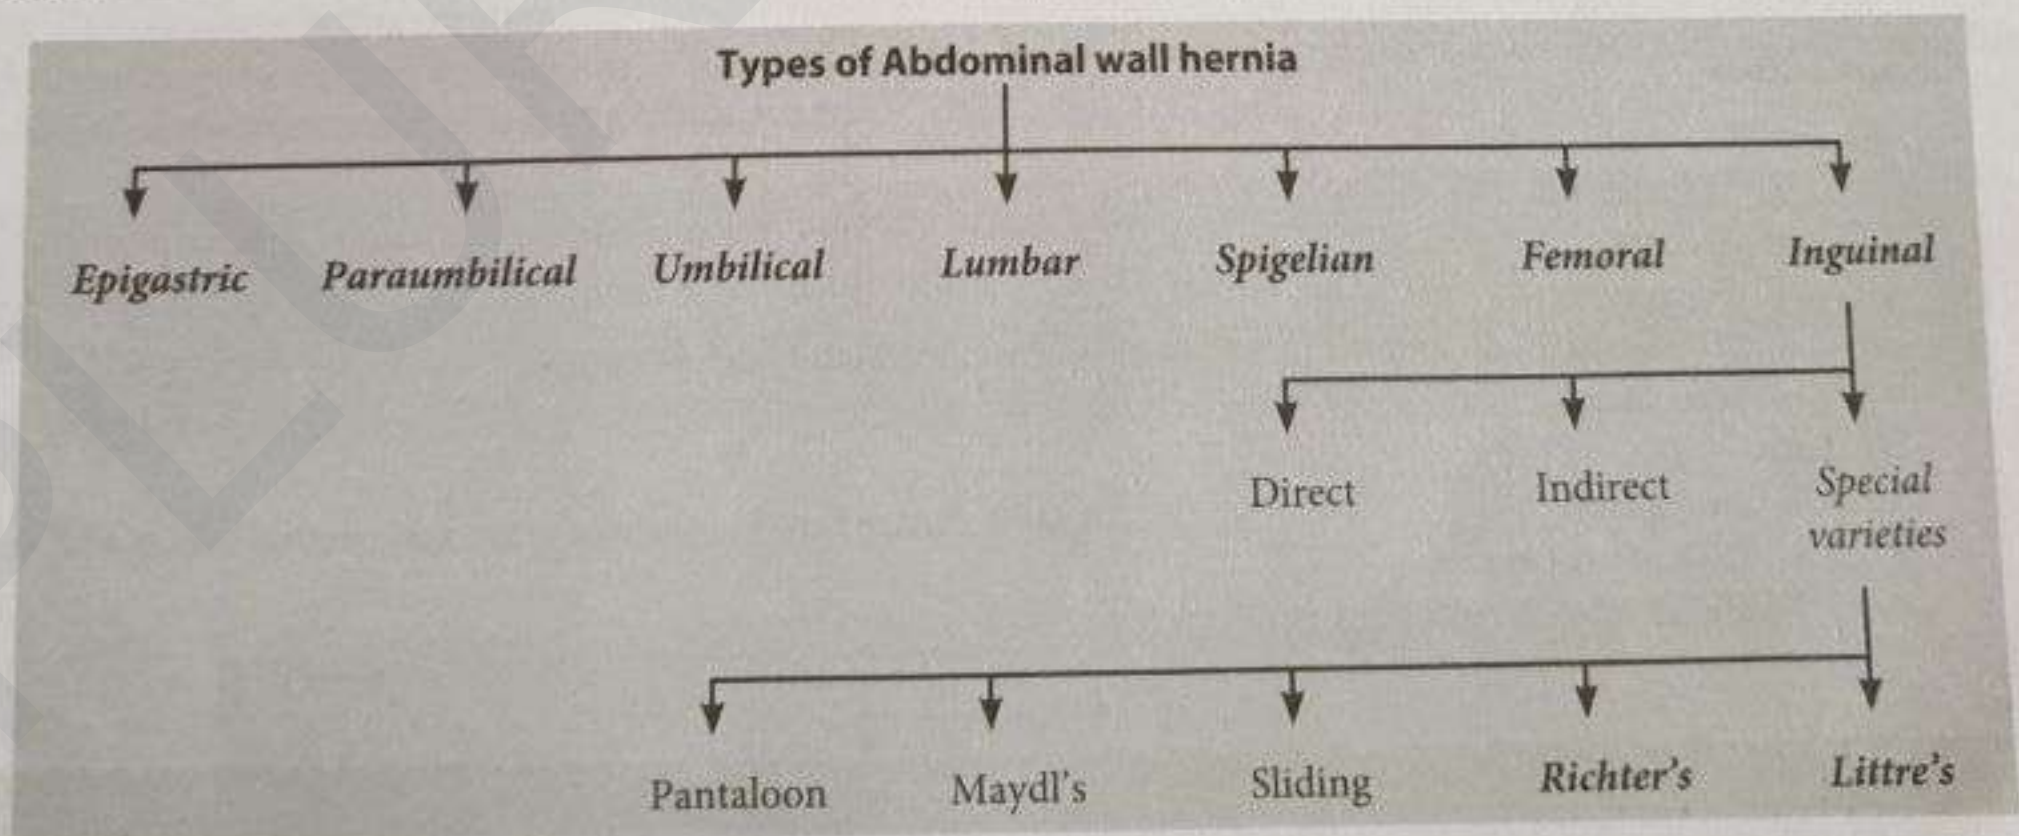 Types of Abdominal wall hernia
Epigastric Paraumbilical Umbilical Lumbar Spigelian Femoral Inguinal
Direct Indirect Special
varieties
Pantaloon Maydl's Sliding Richter's Littre's